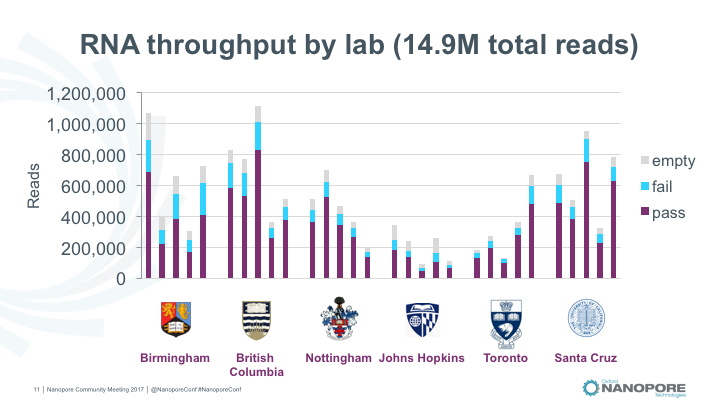 RNA throughput by lab (14.9M total reads)
1,200,000
1,000,000
800,000
600,000
400,000
200,000
0
Reads
empty
fail
pass
Birmingham
British
Columbia
Nottingham
Johns Hopkins
Toronto
Santa Cruz
11 | Nanopore Community Meeting 2017 | @NanoporeConf #NanoporeConf
Oxford
NANOPORE
Technologies